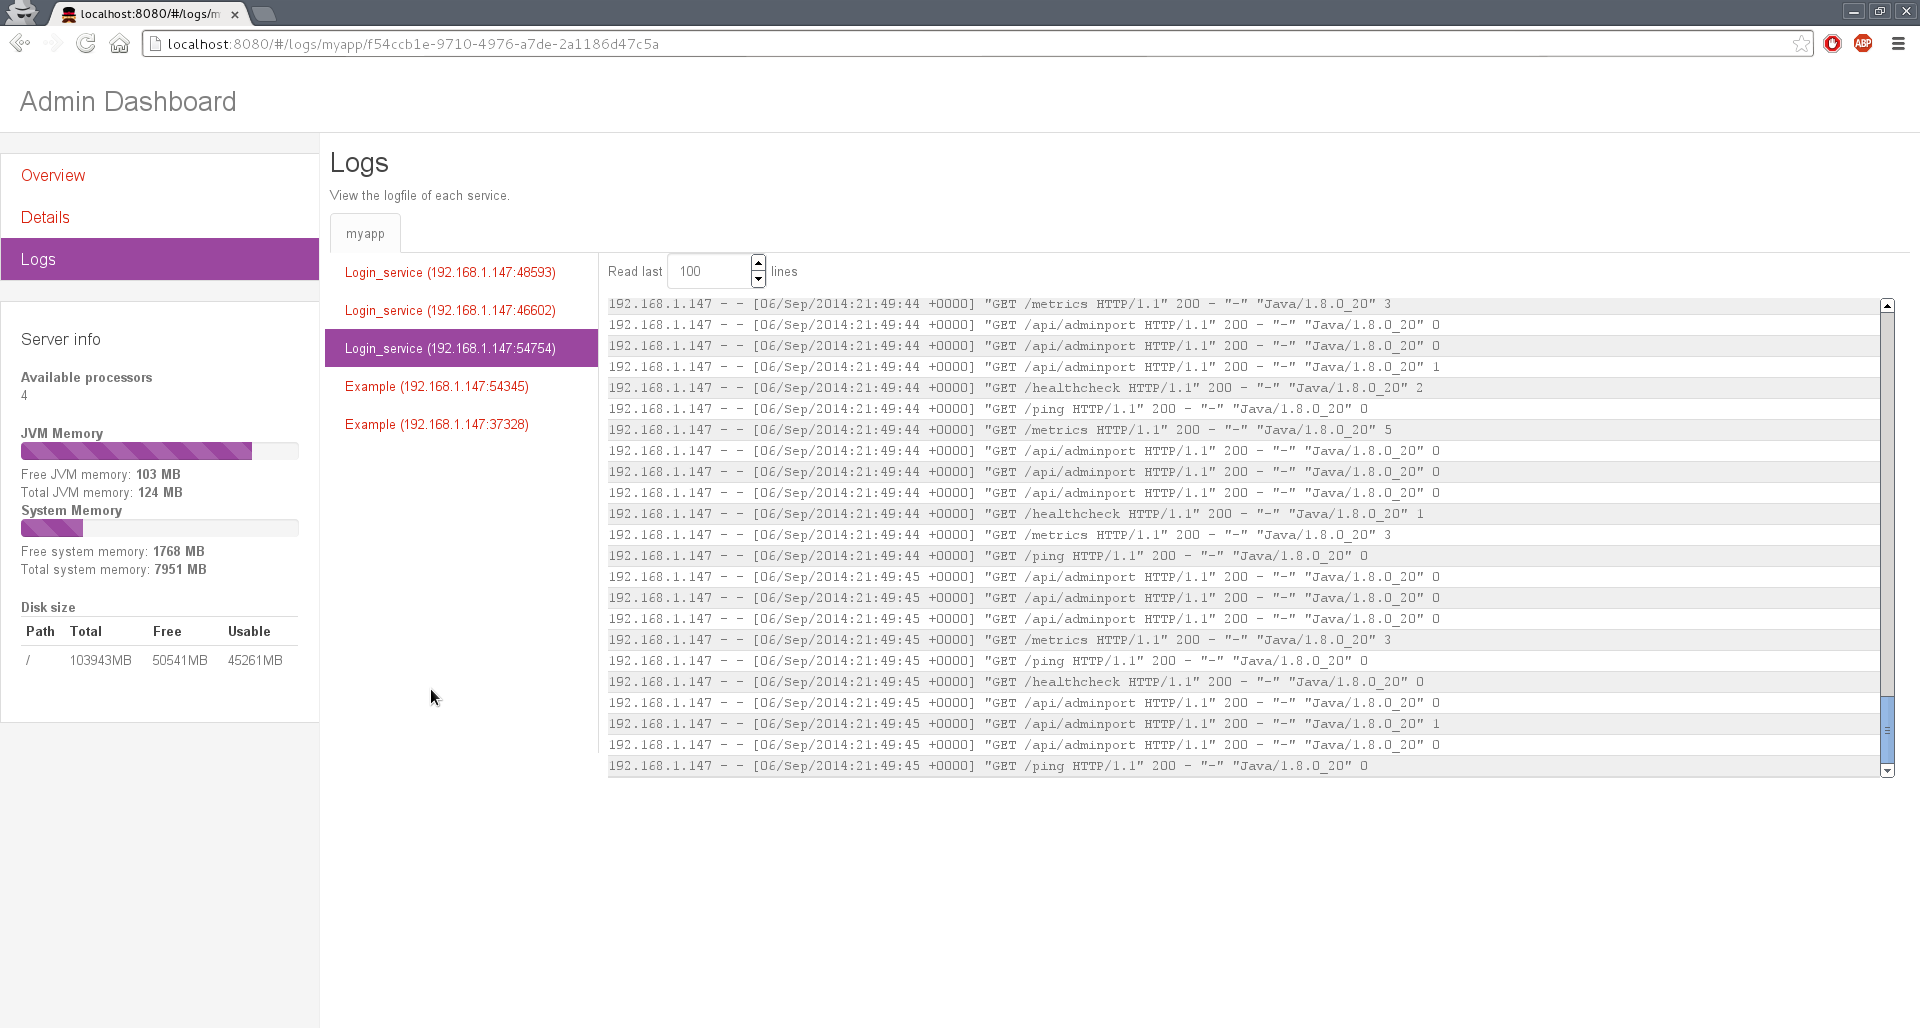 localhost:8080/#/logs/m
localhost:8080/#/logs/myapp/f54ccb1e-9710-4976-a7de-2a1186d47c5a
ABP
Admin Dashboard
Overview
Details
Logs
Server info
Available processors
4
JVM Memory
Free JVM memory: 103 MB
Total JVM memory: 124 MB
System Memory
Free system memory: 1768 MB
Total system memory: 7951 MB
Disk size
Path Total Free Usable
/ 103943MB 50541MB 45261MB
Logs
View the logfile of each service.
myapp
Login_service (192.168.1.147:48593)
Login_service (192.168.1.147:46602)
Login_service (192.168.1.147:54754)
Example (192.168.1.147:54345)
Example (192.168.1.147:37328)
Read last 100 lines
192.168.1.147 - - [06/Sep/2014:21:49:44 +0000] "GET /metrics HTTP/1.1" 200 - "-" "Java/1.8.0_20" 3
192.168.1.147 - - [06/Sep/2014:21:49:44 +0000] "GET /api/adminport HTTP/1.1" 200 - "-" "Java/1.8.0_20" 0
192.168.1.147 - - [06/Sep/2014:21:49:44 +0000] "GET /api/adminport HTTP/1.1" 200 - "-" "Java/1.8.0_20" 0
192.168.1.147 - - [06/Sep/2014:21:49:44 +0000] "GET /api/adminport HTTP/1.1" 200 - "-" "Java/1.8.0_20" 1
192.168.1.147 - - [06/Sep/2014:21:49:44 +0000] "GET /healthcheck HTTP/1.1" 200 - "-" "Java/1.8.0_20" 2
192.168.1.147 - - [06/Sep/2014:21:49:44 +0000] "GET /ping HTTP/1.1" 200 - "-" "Java/1.8.0_20" 0
192.168.1.147 - - [06/Sep/2014:21:49:44 +0000] "GET /metrics HTTP/1.1" 200 - "-" "Java/1.8.0_20" 5
192.168.1.147 - - [06/Sep/2014:21:49:44 +0000] "GET /api/adminport HTTP/1.1" 200 - "-" "Java/1.8.0_20" 0
192.168.1.147 - - [06/Sep/2014:21:49:44 +0000] "GET /api/adminport HTTP/1.1" 200 - "-" "Java/1.8.0_20" 0
192.168.1.147 - - [06/Sep/2014:21:49:44 +0000] "GET /api/adminport HTTP/1.1" 200 - "-" "Java/1.8.0_20" 0
192.168.1.147 - - [06/Sep/2014:21:49:44 +0000] "GET /healthcheck HTTP/1.1" 200 - "-" "Java/1.8.0_20" 1
192.168.1.147 - - [06/Sep/2014:21:49:44 +0000] "GET /metrics HTTP/1.1" 200 - "-" "Java/1.8.0_20" 3
192.168.1.147 - - [06/Sep/2014:21:49:44 +0000] "GET /ping HTTP/1.1" 200 - "-" "Java/1.8.0_20" 0
192.168.1.147 - - [06/Sep/2014:21:49:45 +0000] "GET /api/adminport HTTP/1.1" 200 - "-" "Java/1.8.0_20" 0
192.168.1.147 - - [06/Sep/2014:21:49:45 +0000] "GET /api/adminport HTTP/1.1" 200 - "-" "Java/1.8.0_20" 0
192.168.1.147 - - [06/Sep/2014:21:49:45 +0000] "GET /api/adminport HTTP/1.1" 200 - "-" "Java/1.8.0_20" 0
192.168.1.147 - - [06/Sep/2014:21:49:45 +0000] "GET /metrics HTTP/1.1" 200 - "-" "Java/1.8.0_20" 3
192.168.1.147 - - [06/Sep/2014:21:49:45 +0000] "GET /ping HTTP/1.1" 200 - "-" "Java/1.8.0_20" 0
192.168.1.147 - - [06/Sep/2014:21:49:45 +0000] "GET /healthcheck HTTP/1.1" 200 - "-" "Java/1.8.0_20" 0
192.168.1.147 - - [06/Sep/2014:21:49:45 +0000] "GET /api/adminport HTTP/1.1" 200 - "-" "Java/1.8.0_20" 0
192.168.1.147 - - [06/Sep/2014:21:49:45 +0000] "GET /api/adminport HTTP/1.1" 200 - "-" "Java/1.8.0_20" 1
192.168.1.147 - - [06/Sep/2014:21:49:45 +0000] "GET /api/adminport HTTP/1.1" 200 - "-" "Java/1.8.0_20" 0
192.168.1.147 - - [06/Sep/2014:21:49:45 +0000] "GET /ping HTTP/1.1" 200 - "-" "Java/1.8.0_20" 0